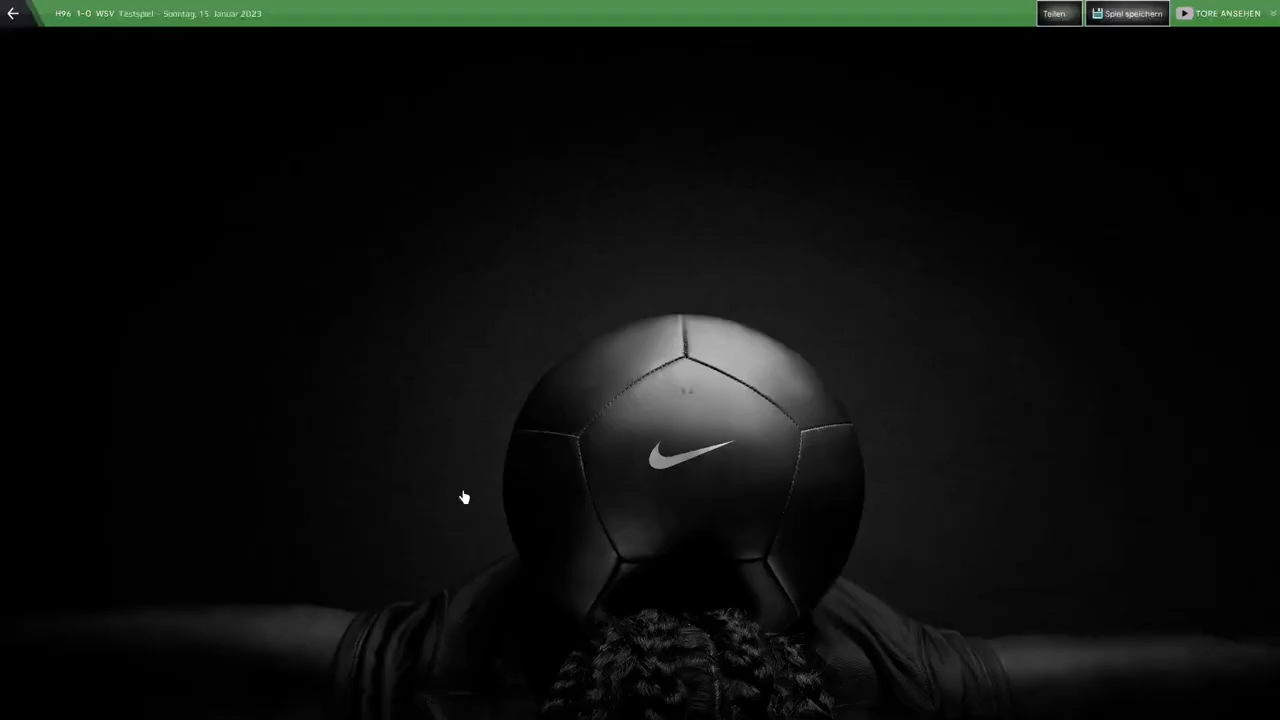 H96 1-0 WSV Testspiel - Sonntag, 15. Januar 2023
Teilen
Spiel speichern
TORE ANSEHEN